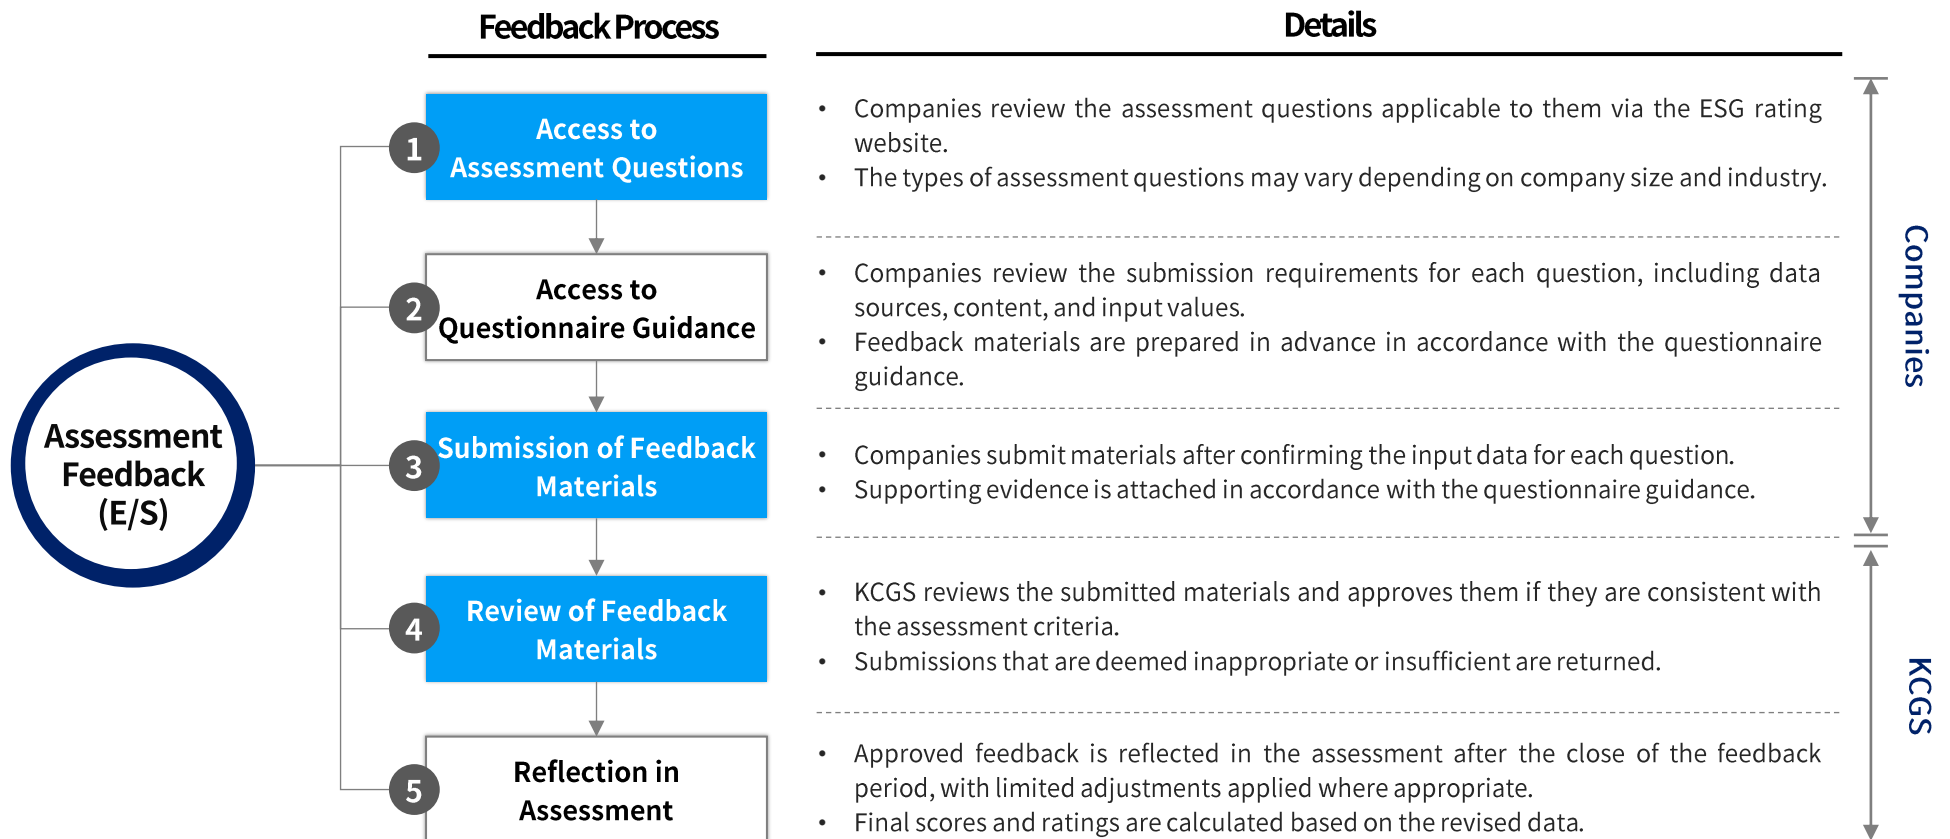 Feedback Process
Details
Assessment
Feedback
(E/S)
1
Access to
Assessment Questions
• Companies review the assessment questions applicable to them via the ESG rating
website.
• The types of assessment questions may vary depending on company size and industry.
2
Access to
Questionnaire Guidance
• Companies review the submission requirements for each question, including data
sources, content, and input values.
• Feedback materials are prepared in advance in accordance with the questionnaire
guidance.
3
Submission of Feedback
Materials
• Companies submit materials after confirming the input data for each question.
• Supporting evidence is attached in accordance with the questionnaire guidance.
Companies
4
Review of Feedback
Materials
• KCGS reviews the submitted materials and approves them if they are consistent with
the assessment criteria.
• Submissions that are deemed inappropriate or insufficient are returned.
5
Reflection in
Assessment
• Approved feedback is reflected in the assessment after the close of the feedback
period, with limited adjustments applied where appropriate.
• Final scores and ratings are calculated based on the revised data.
KCGS